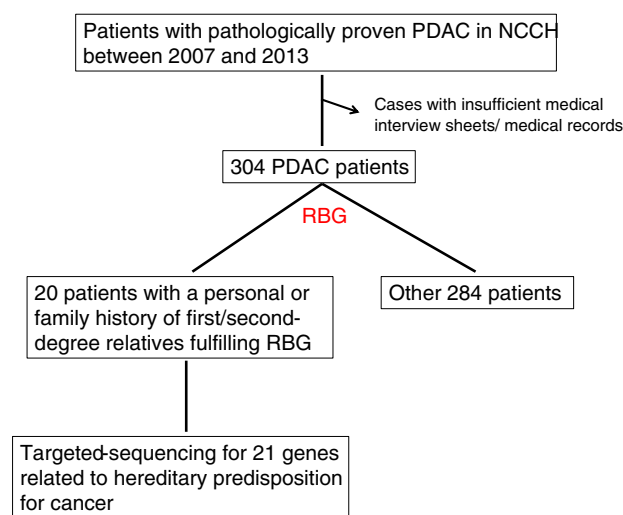 Patients with pathologically proven PDAC in NCCH
between 2007 and 2013
Cases with insufficient medical
interview sheets/ medical records
304 PDAC patients
RBG
20 patients with a personal or
family history of first/second-
degree relatives fulfilling RBG
Other 284 patients
Targeted-sequencing for 21 genes
related to hereditary predisposition
for cancer